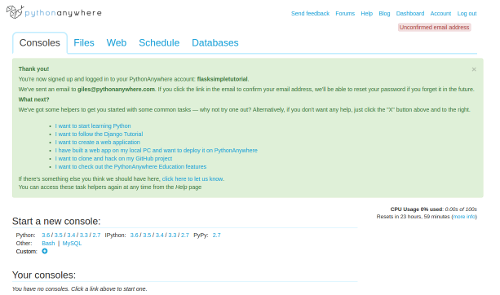 pythonanywhere
Send feedback Forums Help Blog Dashboard Account Log out
Unconfirmed email address
Consoles Files Web Schedule Databases
Thank you!
You're now signed up and logged in to your PythonAnywhere account: flasksimpletutorial.
We've sent an email to giles@pythonanywhere.com. If you click the link in the email to confirm your email address, we'll be able to reset your password if you forget it in the future.
What next?
We've got some helpers to get you started with some common tasks — why not try one out? Alternatively, if you don't want any help, just click the "X" button above and to the right.
I want to start learning Python
I want to follow the Django Tutorial
I want to create a web application
I have built a web app on my local PC and want to deploy it on PythonAnywhere
I want to clone and hack on my GitHub project
I want to check out the PythonAnywhere Education features
If there's something else you think we should have here, click here to let us know.
You can access these task helpers again at any time from the Help page
CPU Usage 0% used: 0.00s of 100s
Resets in 23 hours, 59 minutes (more info)
Start a new console:
Python: 3.6 / 3.5 / 3.4 / 3.3 / 2.7 IPython: 3.6 / 3.5 / 3.4 / 3.3 / 2.7 PyPy: 2.7
Other: Bash | MySQL
Custom:
Your consoles:
You have no consoles. Click a link above to start one.